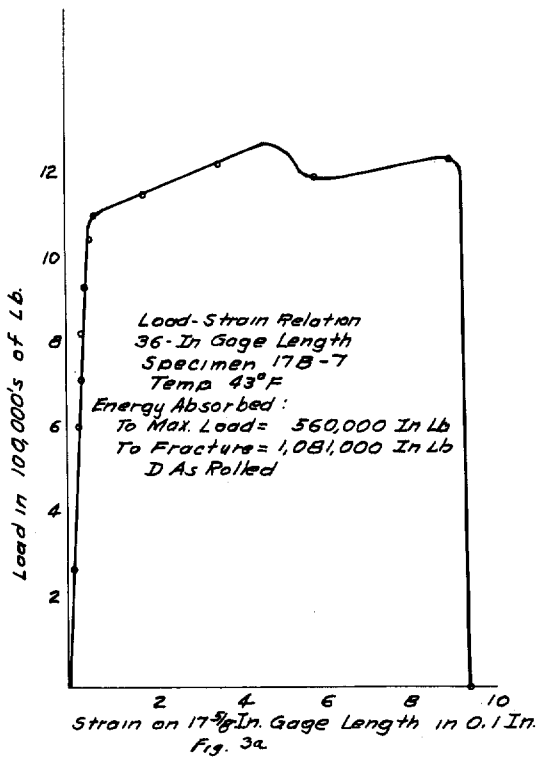 12
10
8
6
4
2
Load in 100,000's of Lb.
Load-Strain Relation
36-In Gage Length
Specimen 17B-7
Temp 43°F
Energy Absorbed:
To Max. Load= 560,000 In Lb
To Fracture= 1,081,000 In Lb
D As Rolled
2 4 6 8 10
Strain on 17 5/8 In. Gage Length in 0.1 In.
Fig. 3a